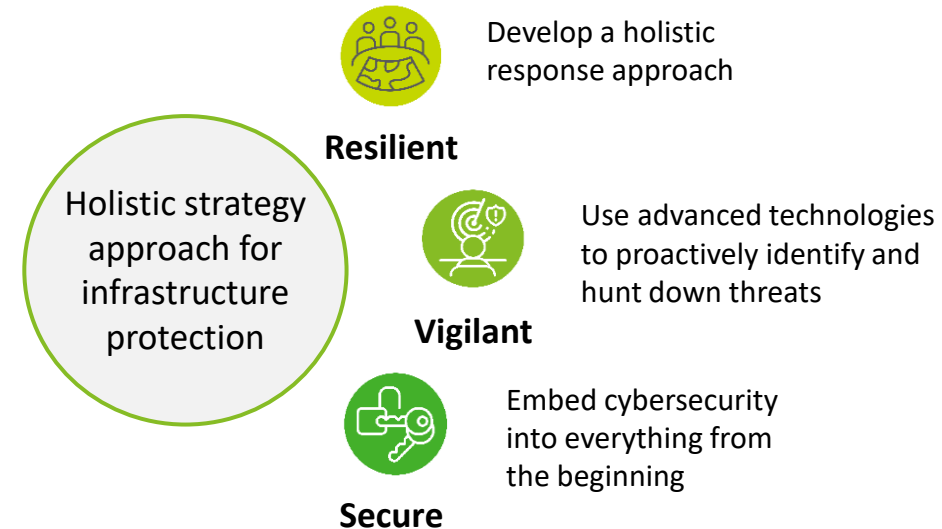 Develop a holistic
response approach
Resilient
Holistic strategy
approach for
infrastructure
protection
Use advanced technologies
to proactively identify and
hunt down threats
Vigilant
Embed cybersecurity
into everything from
the beginning
Secure